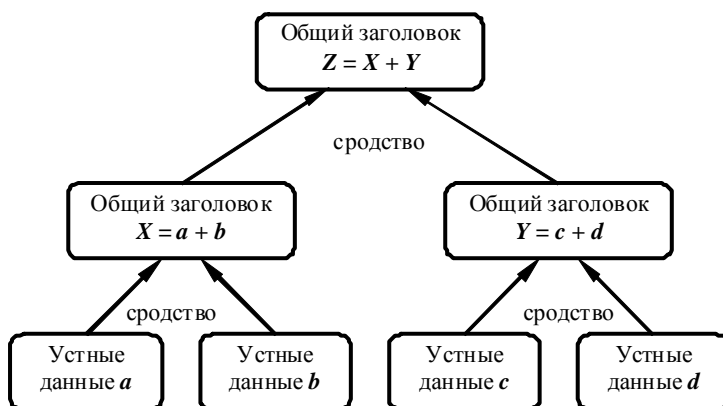 Общий заголовок
Z = X + Y
сродство
Общий заголовок
X = a + b
Общий заголовок
Y = c + d
сродство
сродство
Устные
данные a
Устные
данные b
Устные
данные c
Устные
данные d